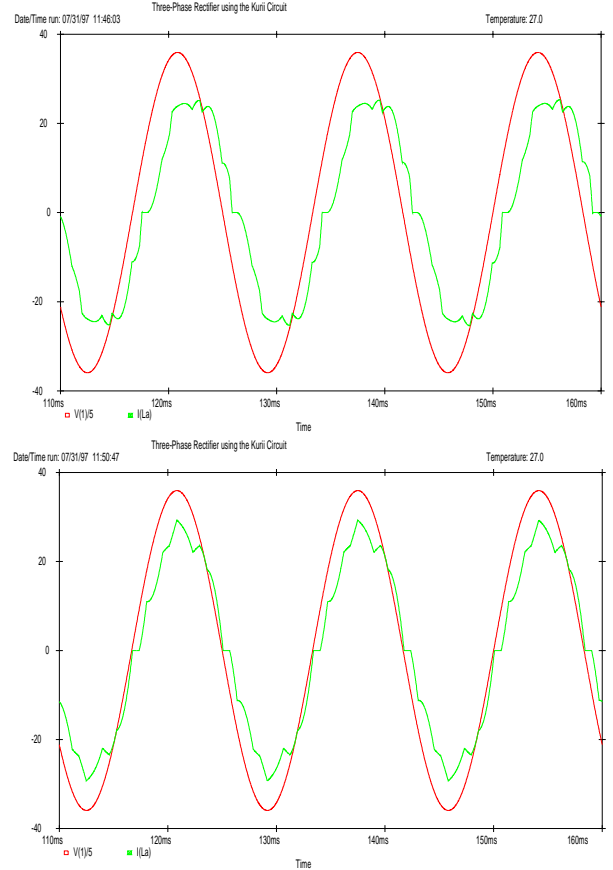 Three-Phase Rectifier using the Kurii Circuit
Date/Time run: 07/31/97 11:46:03 Temperature: 27.0
40
20
0
-20
-40
110ms 120ms 130ms 140ms 150ms 160ms
V(1)/5 I(La)
Time
Three-Phase Rectifier using the Kurii Circuit
Date/Time run: 07/31/97 11:50:47 Temperature: 27.0
40
20
0
-20
-40
110ms 120ms 130ms 140ms 150ms 160ms
V(1)/5 I(La)
Time